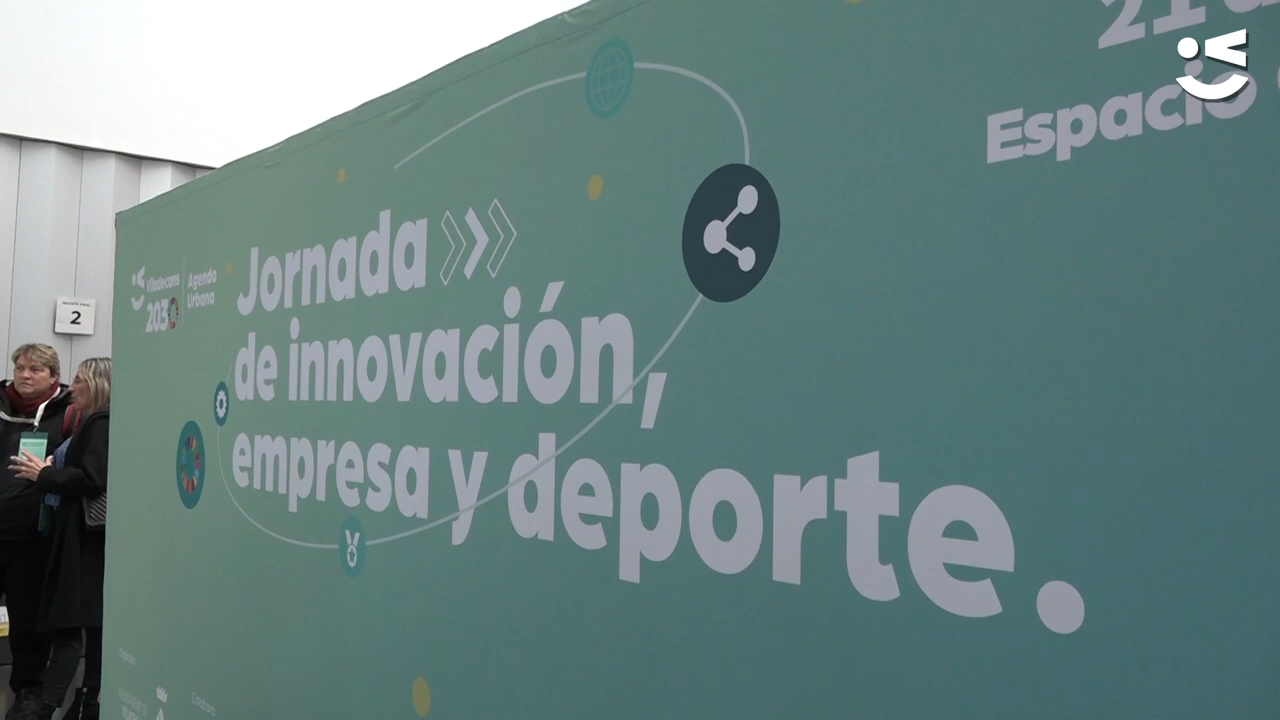 21 d
Espacio
Viladecans
2030
Agenda
Urbana
Jornada
de innovación,
empresa y deporte.
2